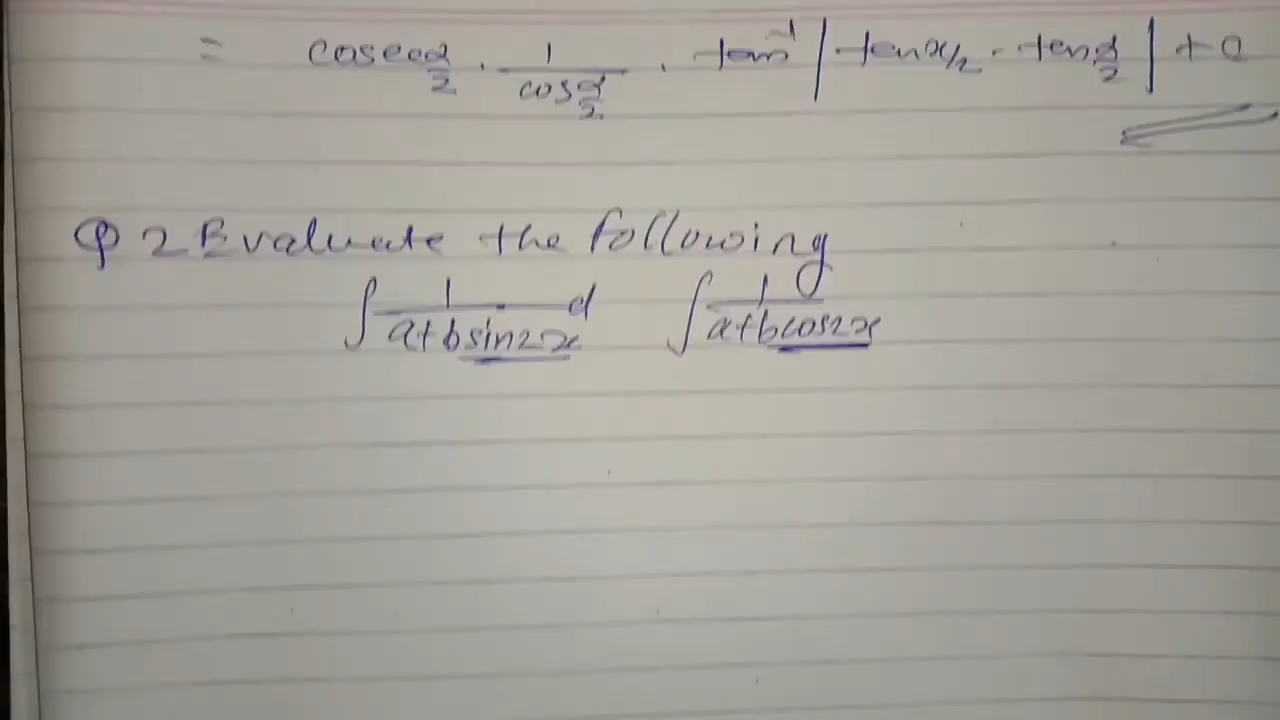 = cosec α/2 . 1/cos α/2 . tan⁻¹ | tan x/2 . tan α/2 | + c
Q 2 Evaluate the following
∫ 1/(a+b sin2x) d ∫ 1/(a+b cos2x)